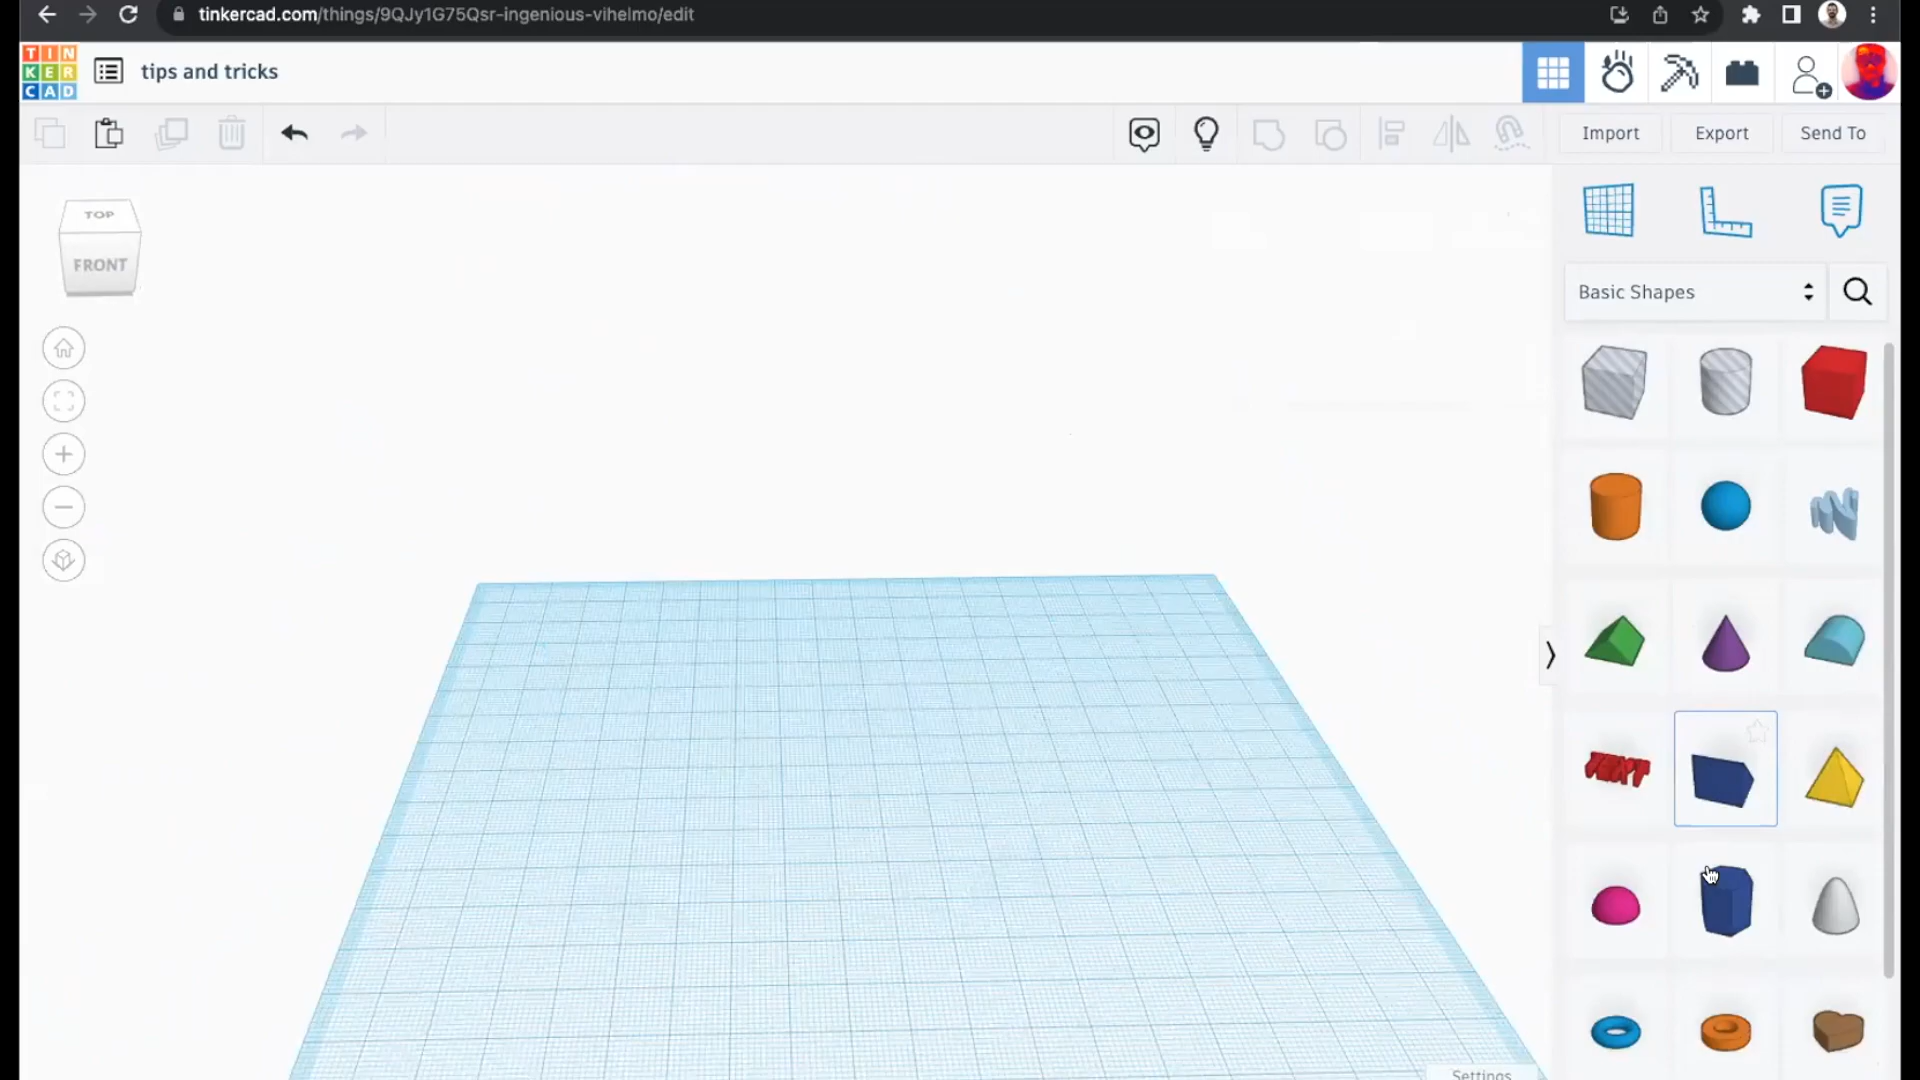 tinkercad.com/things/9QJy1G75Qsr-ingenious-vihelmo/edit
TIN
KER
CAD
tips and tricks
Import
Export
Send To
TOP
FRONT
Basic Shapes
TEXT
Settings